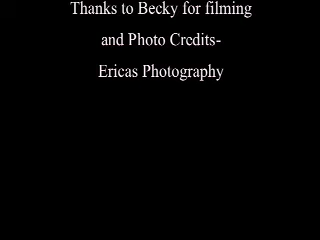 Thanks to Becky for filming
and Photo Credits-
Ericas Photography